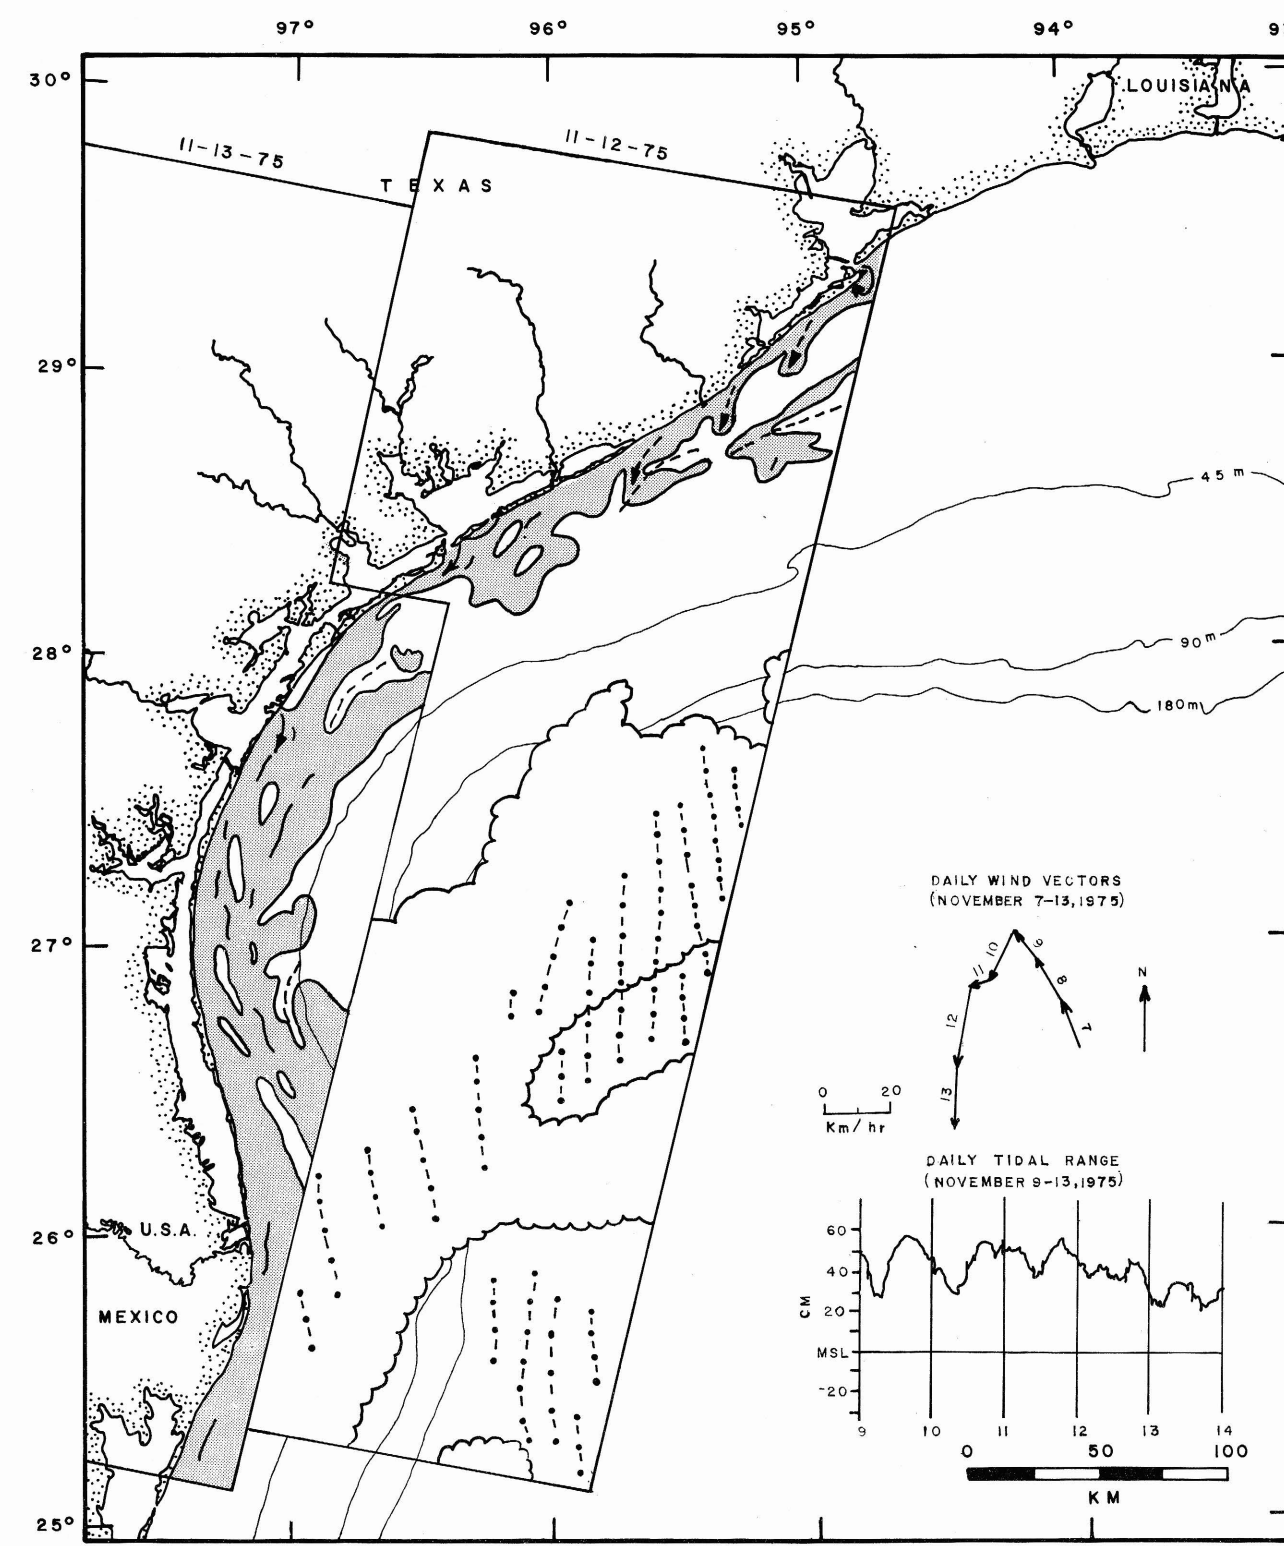 97° 96° 95° 94° 9
30°
LOUISIANA
11-13-75
11-12-75
TEXAS
29°
45 m
28°
90 m
180m
DAILY WIND VECTORS
(NOVEMBER 7-13, 1975)
27°
10 9
11
8
12
7
13
N
0 20
Km/hr
DAILY TIDAL RANGE
(NOVEMBER 9-13, 1975)
26°
U.S.A.
MEXICO
60
40
20
MSL
-20
CM
9 10 11 12 13 14
0 50 100
KM
25°